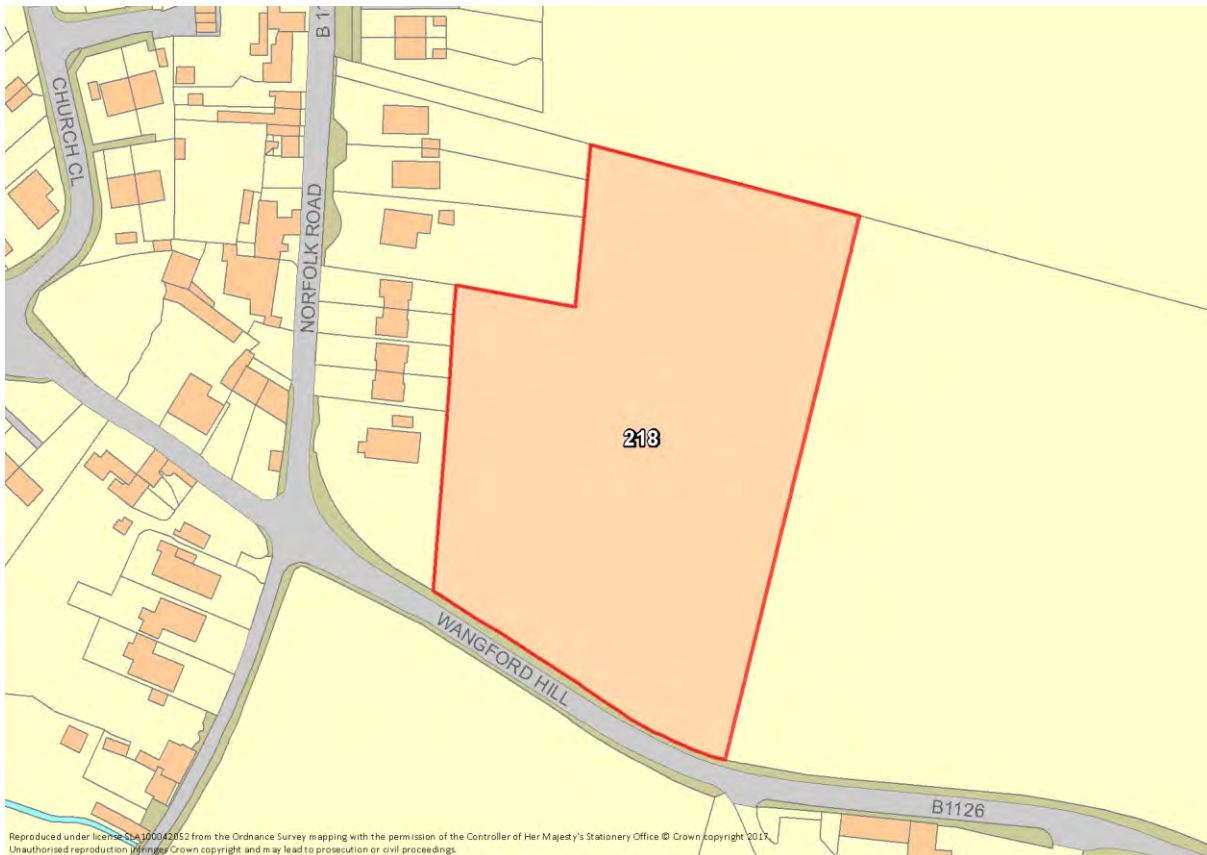 B 11
CHURCH CL
NORFOLK ROAD
218
WANGFORD HILL
B1126
Reproduced under license SLA100042052 from the Ordnance Survey mapping with the permission of the Controller of Her Majesty's Stationery Office © Crown copyright 2017.
Unauthorised reproduction infringes Crown copyright and may lead to prosecution or civil proceedings.